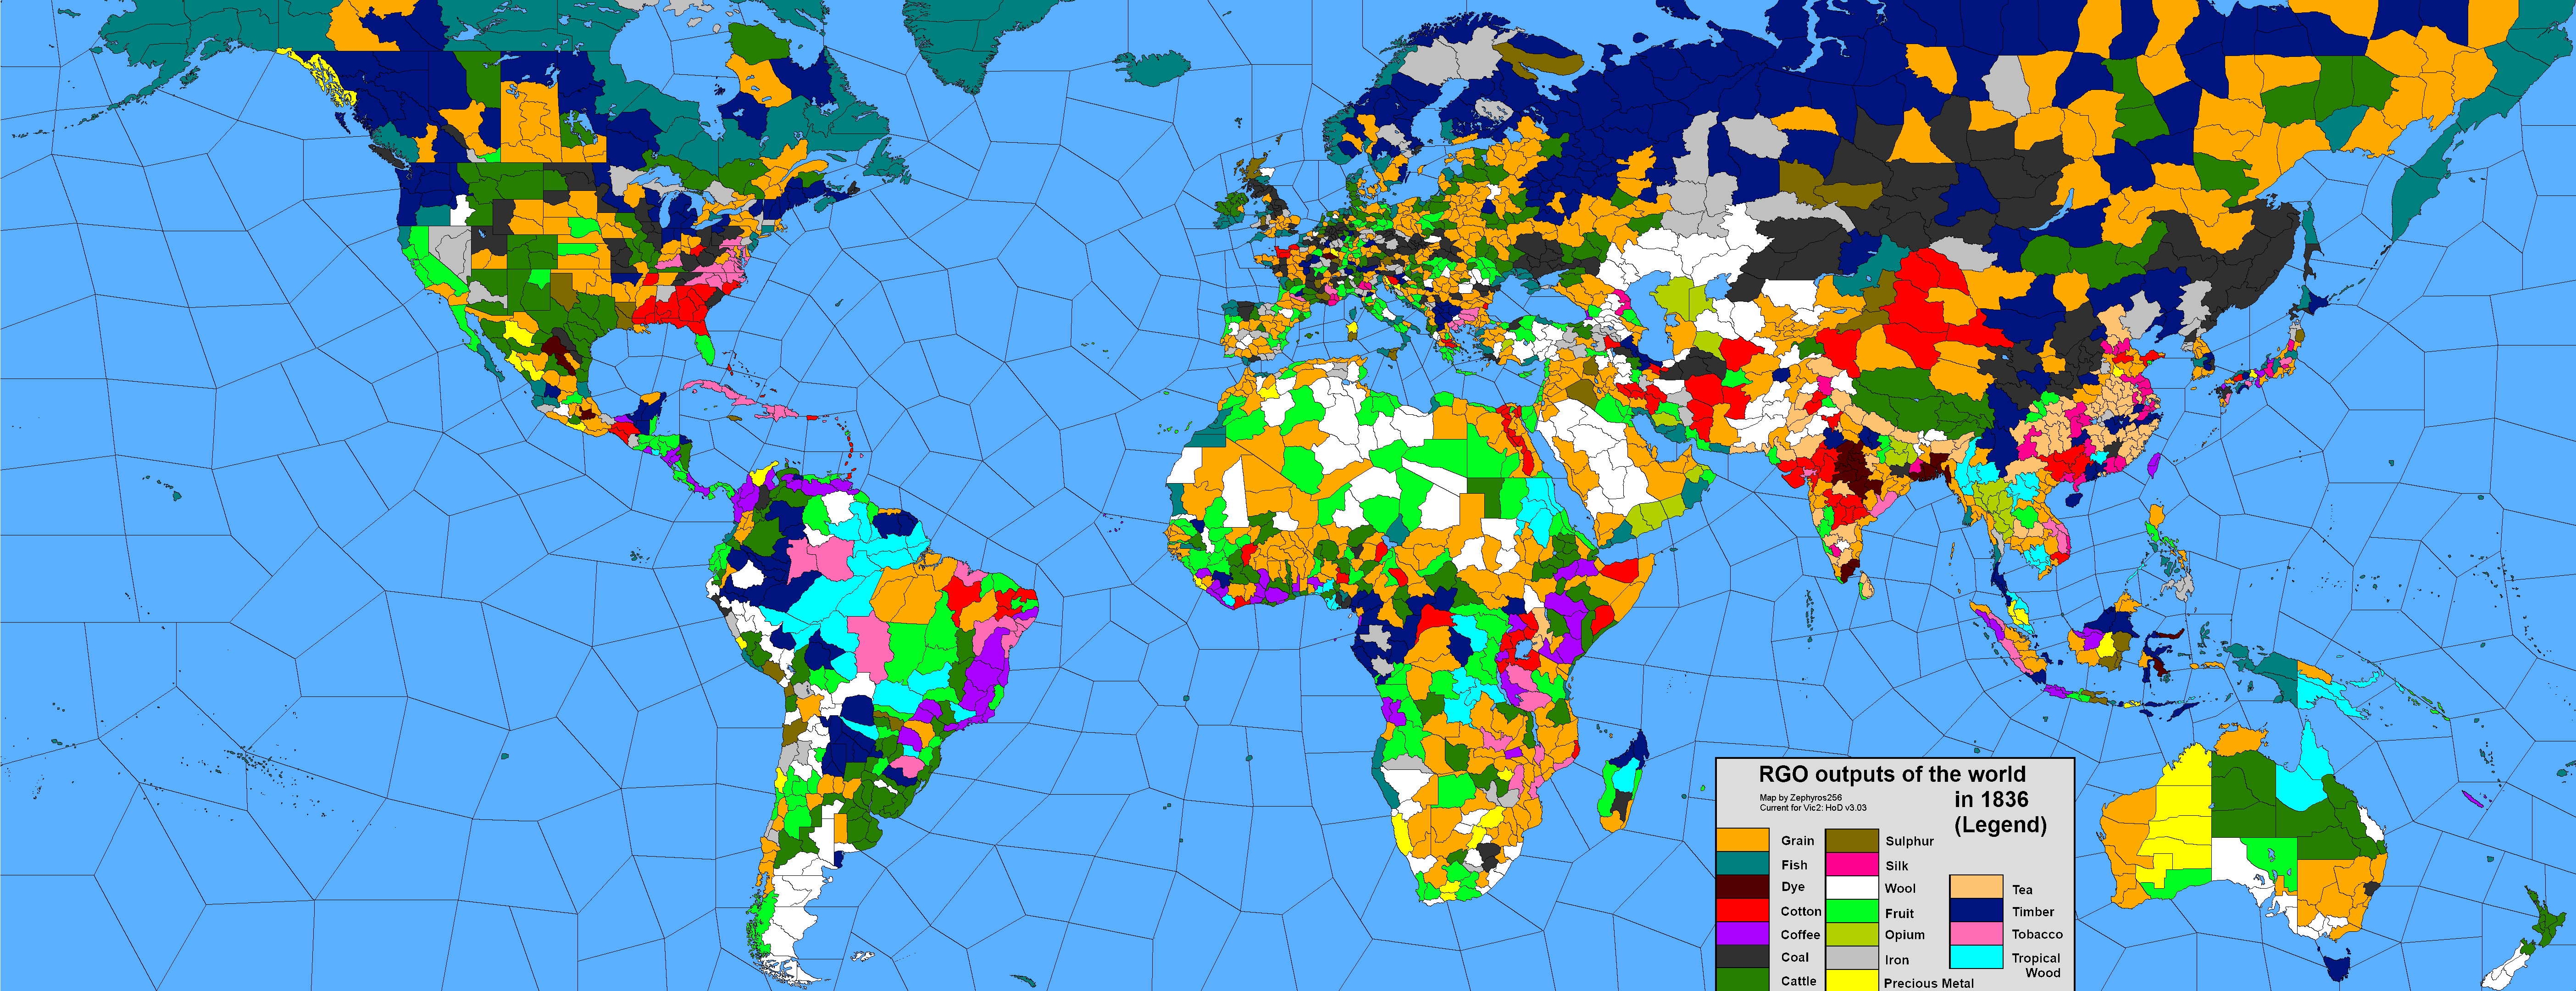 RGO outputs of the world
in 1836
(Legend)
Map by Zephyros256
Current for Vic2: HoD v3.03
Grain
Fish
Dye
Cotton
Coffee
Coal
Cattle
Sulphur
Silk
Wool
Fruit
Opium
Iron
Precious Metal
Tea
Timber
Tobacco
Tropical
Wood